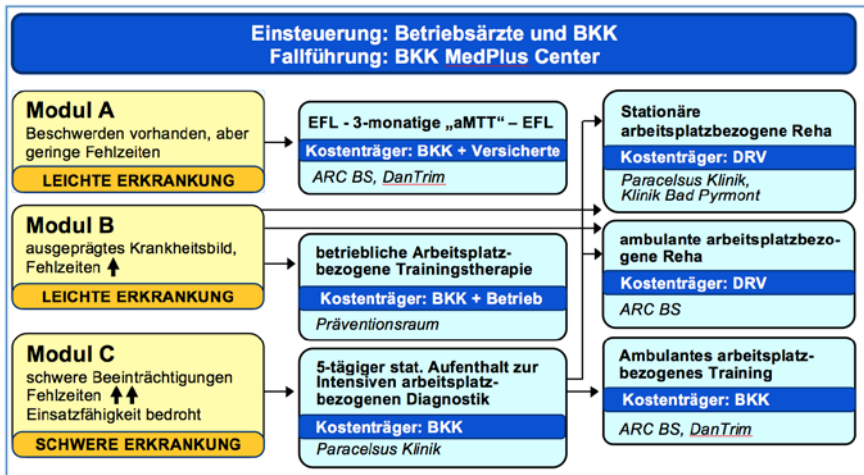 Einsteuerung: Betriebsärzte und BKK
Fallführung: BKK MedPlus Center
Modul A
Beschwerden vorhanden, aber
geringe Fehlzeiten
LEICHTE ERKRANKUNG
EFL - 3-monatige „aMTT“ – EFL
Kostenträger: BKK + Versicherte
ARC BS, DanTrim
Stationäre
arbeitsplatzbezogene Reha
Kostenträger: DRV
Paracelsus Klinik,
Klinik Bad Pyrmont
Modul B
ausgeprägtes Krankheitsbild,
Fehlzeiten
LEICHTE ERKRANKUNG
betriebliche Arbeitsplatz-
bezogene Trainingstherapie
Kostenträger: BKK + Betrieb
Präventionsraum
ambulante arbeitsplatzbezo-
gene Reha
Kostenträger: DRV
ARC BS
Modul C
schwere Beeinträchtigungen
Fehlzeiten
Einsatzfähigkeit bedroht
SCHWERE ERKRANKUNG
5-tägiger stat. Aufenthalt zur
Intensiven arbeitsplatz-
bezogenen Diagnostik
Kostenträger: BKK
Paracelsus Klinik
Ambulantes arbeitsplatz-
bezogenes Training
Kostenträger: BKK
ARC BS, DanTrim